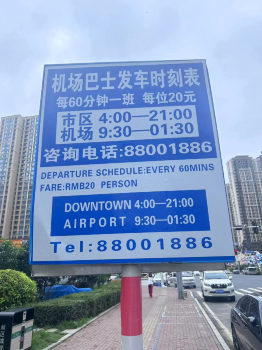 机场巴士发车时刻表
每60分钟一班 每位20元
市区 4:00—21:00
机场 9:30—01:30
咨询电话:88001886
DEPARTURE SCHEDULE:EVERY 60MINS
FARE:RMB20 PERSON
DOWNTOWN 4:00—21:00
AIRPORT 9:30—01:30
Tel:88001886